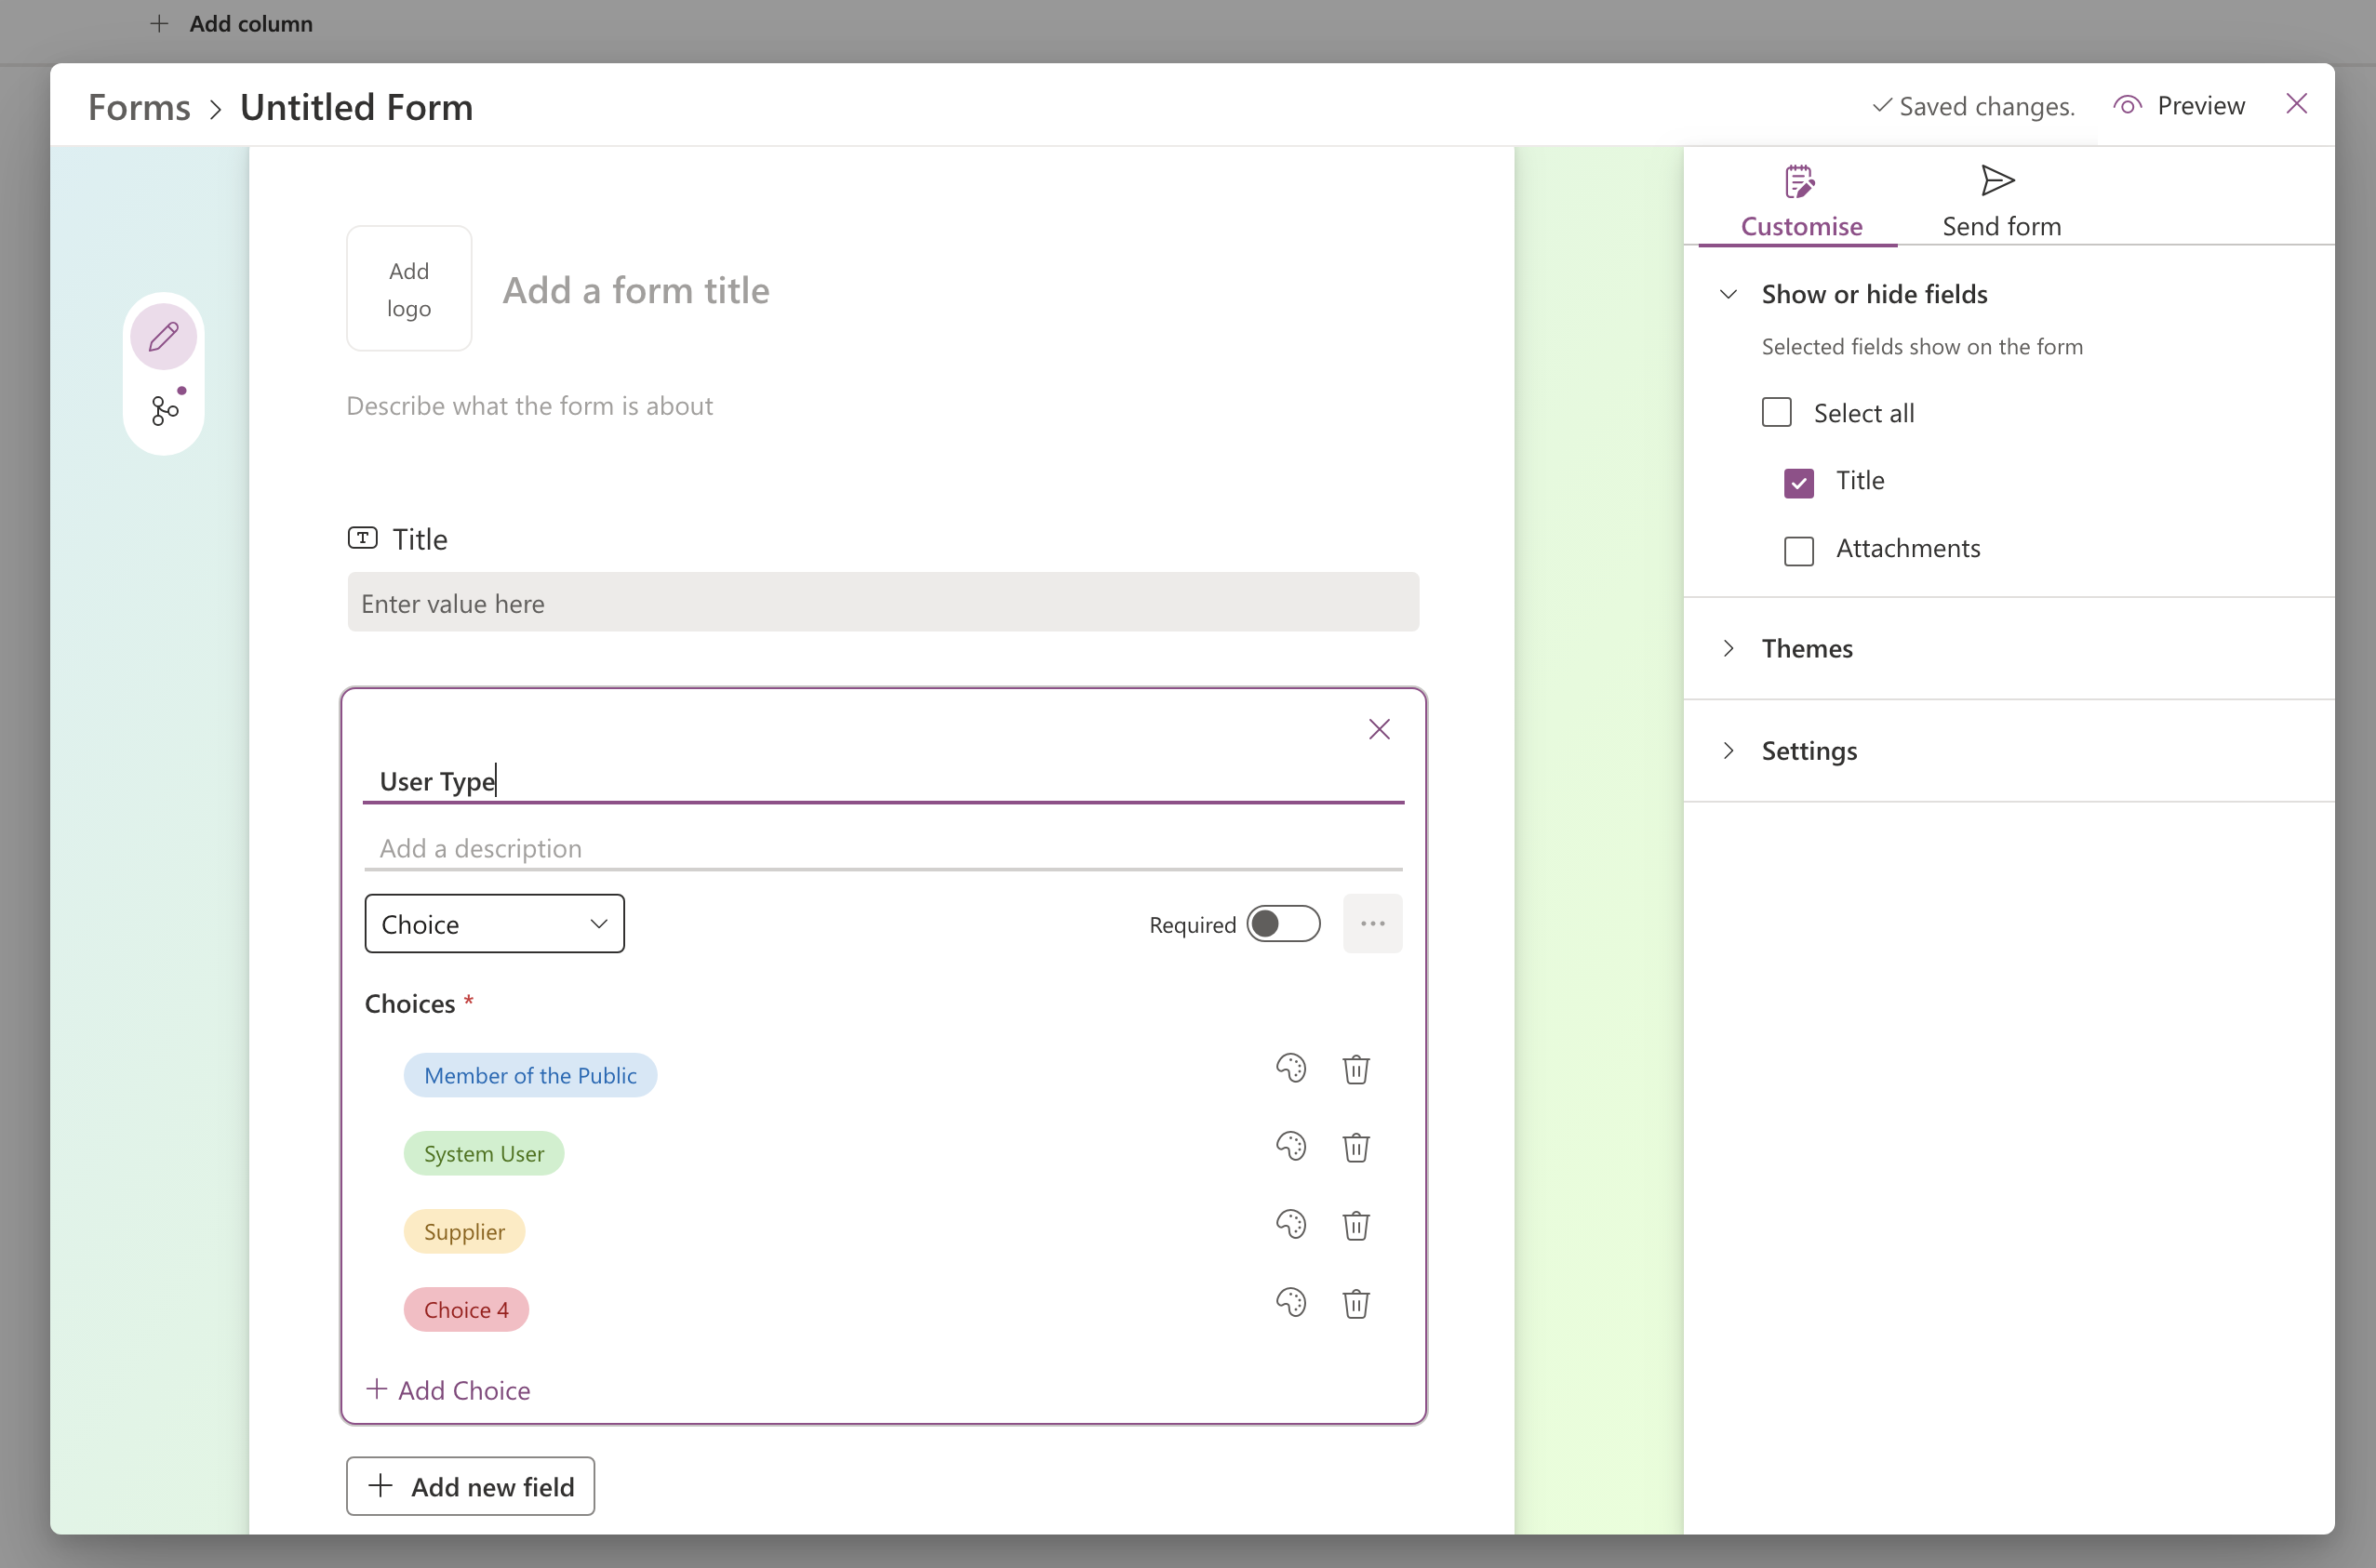 Add column
Forms > Untitled Form
Saved changes.
Preview
Add
logo
Add a form title
Describe what the form is about
T Title
Enter value here
User Type
Add a description
Choice
Required
...
Choices *
Member of the Public
System User
Supplier
Choice 4
+ Add Choice
+ Add new field
Customise
Send form
Show or hide fields
Selected fields show on the form
Select all
Title
Attachments
Themes
Settings